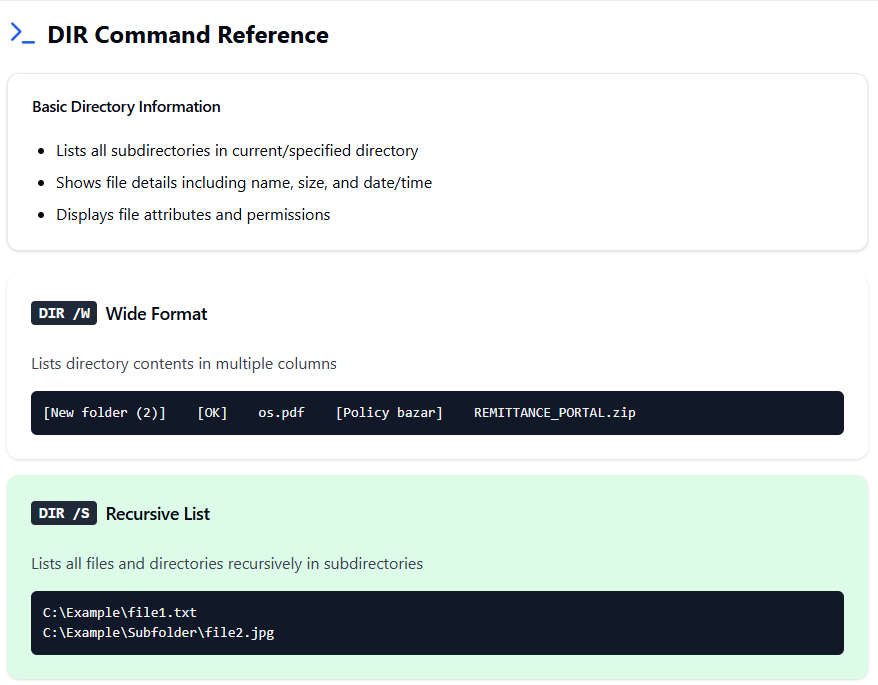 DIR Command Reference
Basic Directory Information
Lists all subdirectories in current/specified directory
Shows file details including name, size, and date/time
Displays file attributes and permissions
DIR /W Wide Format
Lists directory contents in multiple columns
[New folder (2)]    [OK]    os.pdf    [Policy bazar]    REMITTANCE_PORTAL.zip
DIR /S Recursive List
Lists all files and directories recursively in subdirectories
C:\Example\file1.txt
C:\Example\Subfolder\file2.jpg